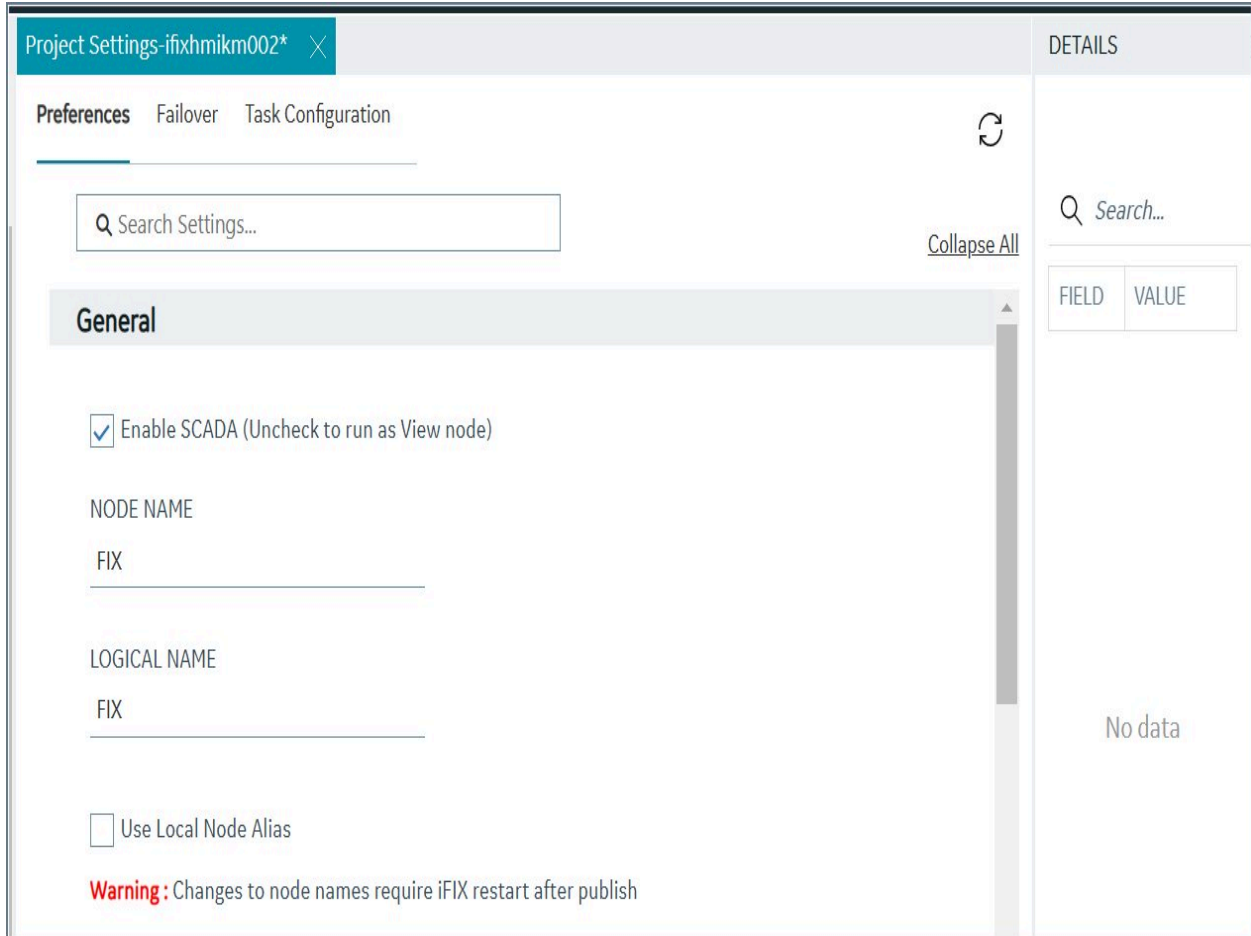 Project Settings-ifixhmikm002*
DETAILS
Preferences Failover Task Configuration
Search Settings...
Search...
Collapse All
FIELD VALUE
General
Enable SCADA (Uncheck to run as View node)
NODE NAME
FIX
LOGICAL NAME
FIX
No data
Use Local Node Alias
Warning : Changes to node names require iFIX restart after publish